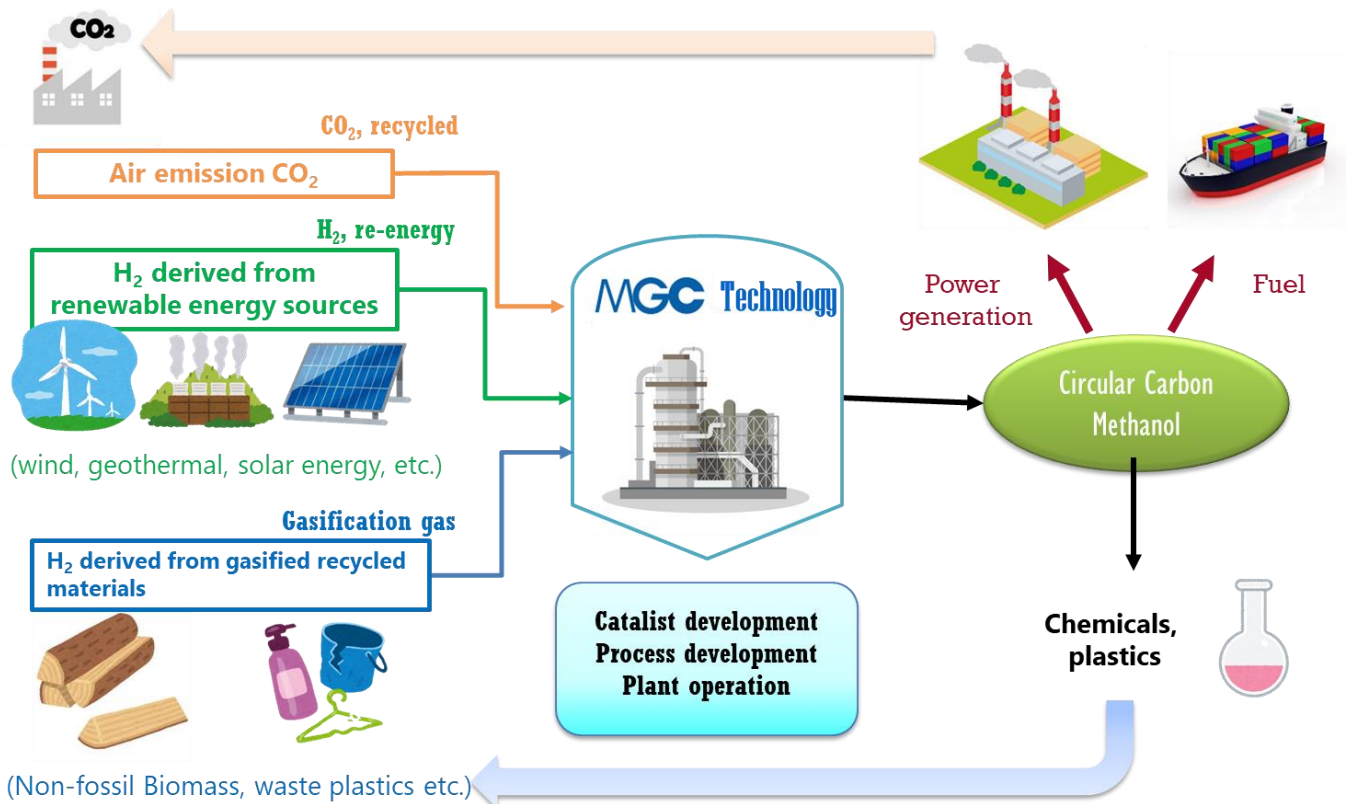 CO₂
CO₂, recycled
Air emission CO₂
H₂, re-energy
H₂ derived from
renewable energy sources
(wind, geothermal, solar energy, etc.)
Gasification gas
H₂ derived from gasified recycled
materials
(Non-fossil Biomass, waste plastics etc.)
MGC Technology
Catalist development
Process development
Plant operation
Power
generation
Fuel
Circular Carbon
Methanol
Chemicals,
plastics